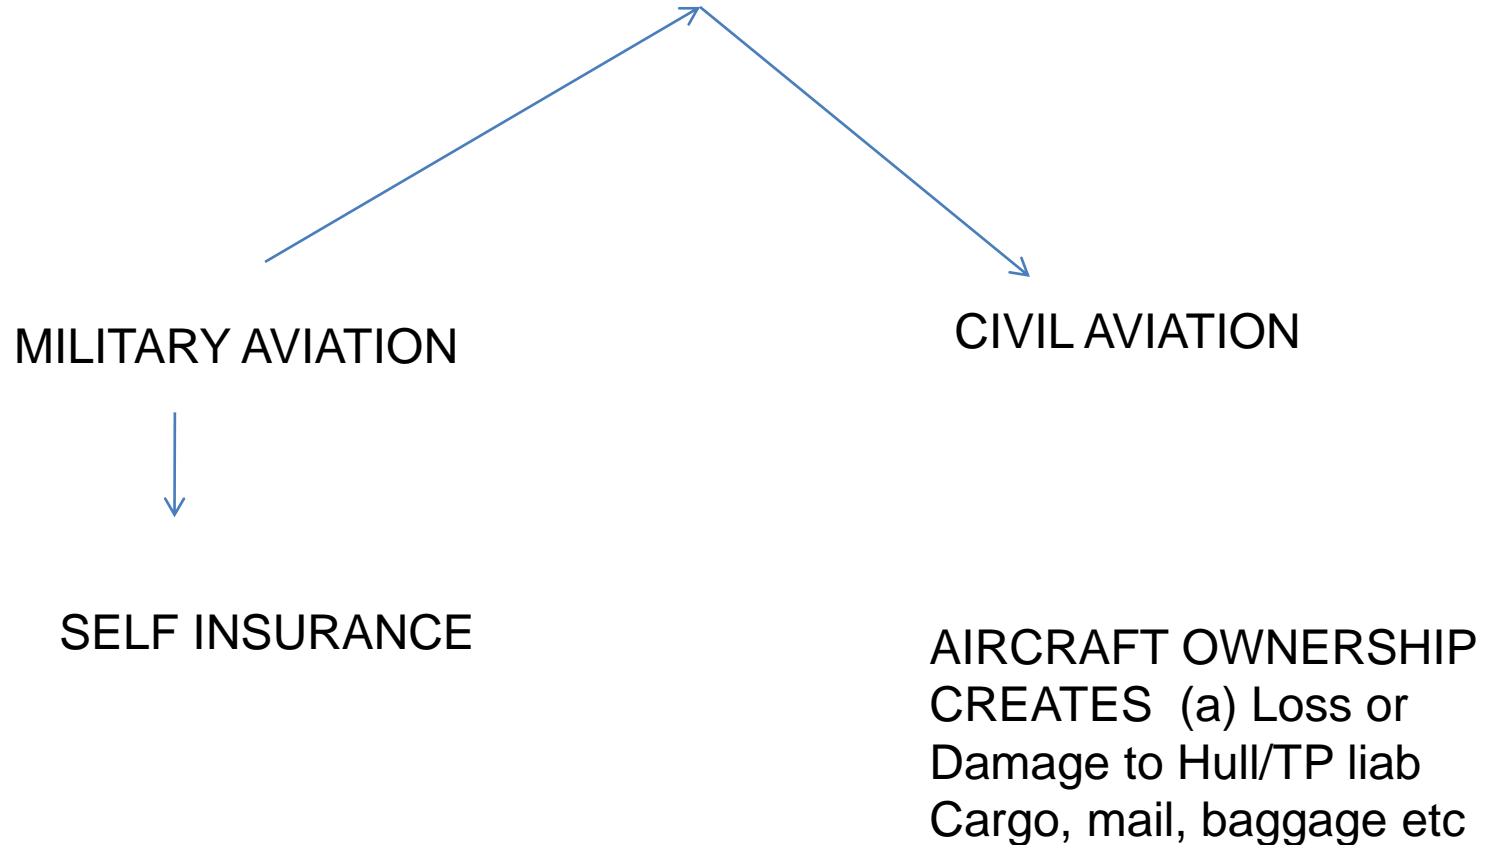 MILITARY AVIATION
CIVIL AVIATION
SELF INSURANCE
AIRCRAFT OWNERSHIP
CREATES  (a) Loss or
Damage to Hull/TP liab
Cargo, mail, baggage etc